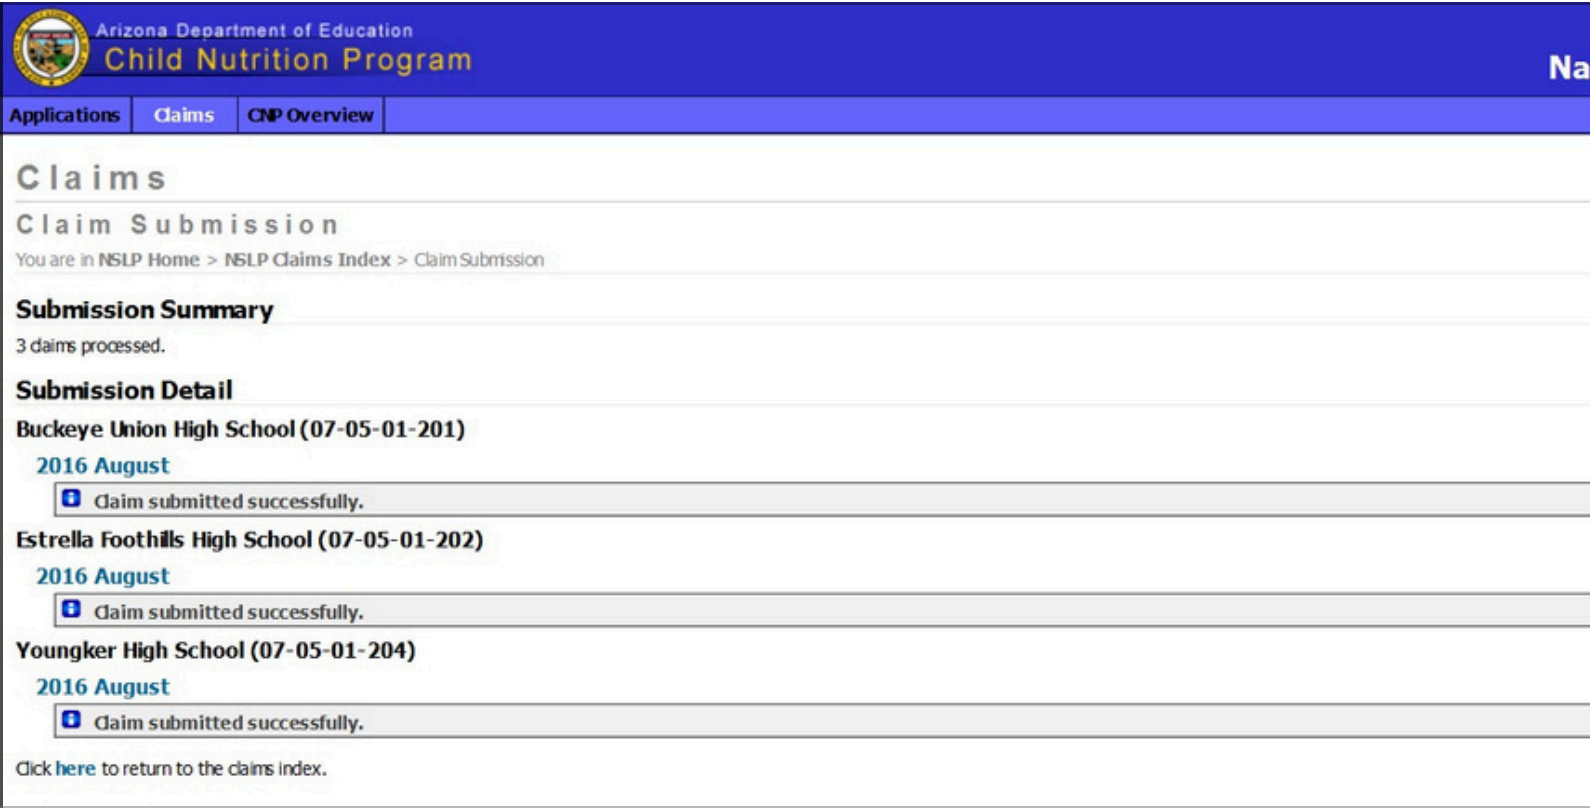 Arizona Department of Education
Child Nutrition Program
Na
Applications Claims CNP Overview
Claims
Claim Submission
You are in NSLP Home > NSLP Claims Index > Claim Submission
Submission Summary
3 claims processed.
Submission Detail
Buckeye Union High School (07-05-01-201)
2016 August
Claim submitted successfully.
Estrella Foothills High School (07-05-01-202)
2016 August
Claim submitted successfully.
Youngker High School (07-05-01-204)
2016 August
Claim submitted successfully.
Click here to return to the claims index.